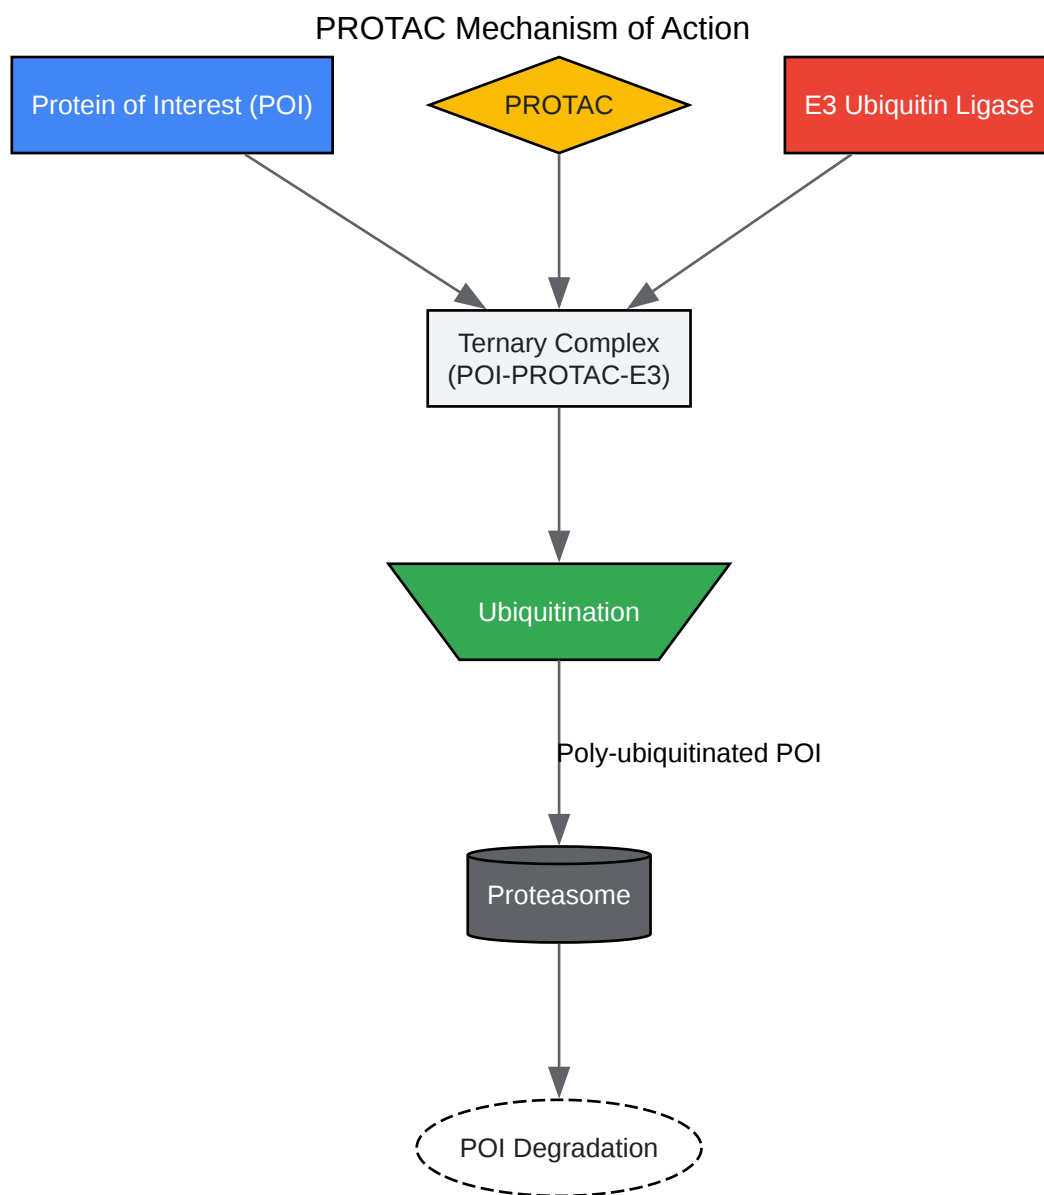 PROTAC Mechanism of Action
Protein of Interest (POI)
PROTAC
E3 Ubiquitin Ligase
Ternary Complex
(POI-PROTAC-E3)
Ubiquitination
Poly-ubiquitinated POI
Proteasome
POI Degradation